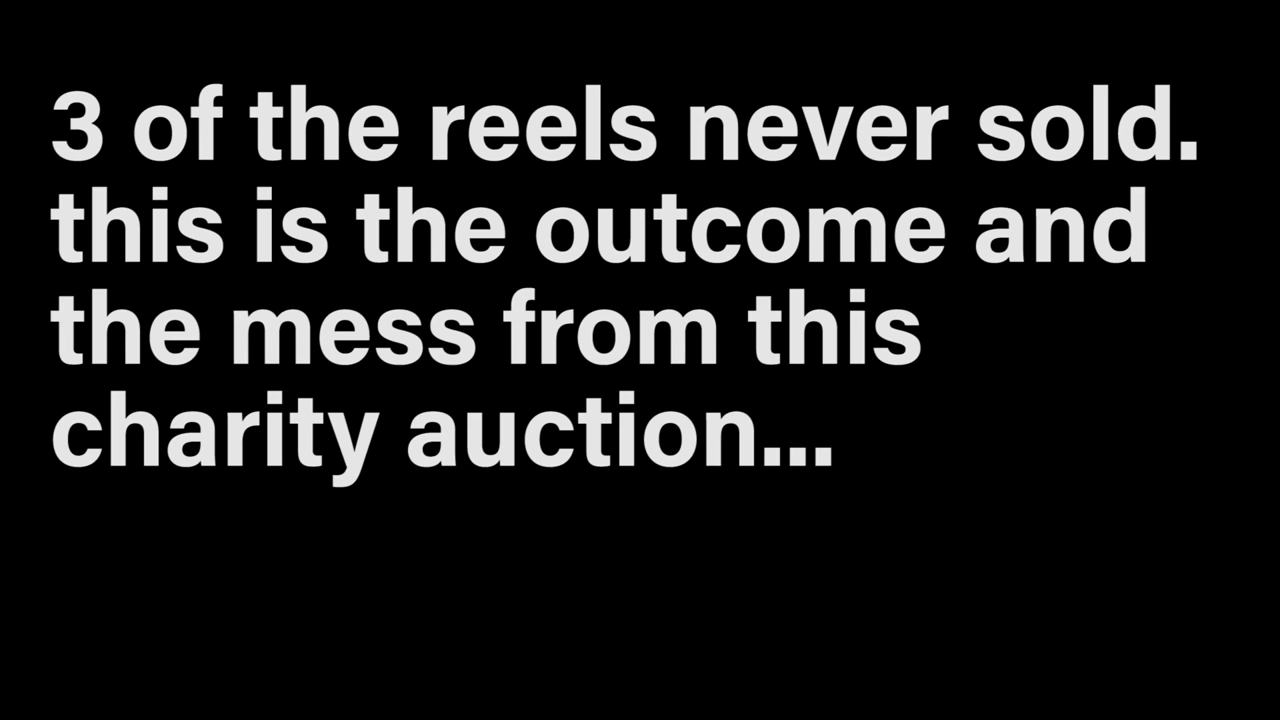 3 of the reels never sold.
this is the outcome and
the mess from this
charity auction...